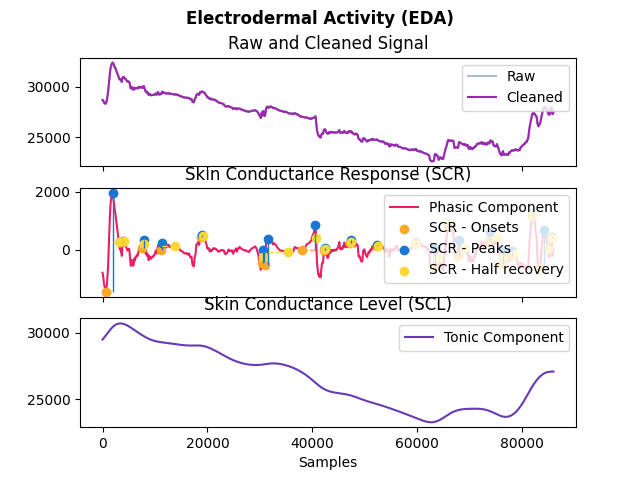 Electrodermal Activity (EDA)
Raw and Cleaned Signal
30000
25000
Raw
Cleaned
Skin Conductance Response (SCR)
2000
0
Phasic Component
SCR - Onsets
SCR - Peaks
SCR - Half recovery
Skin Conductance Level (SCL)
30000
25000
Tonic Component
0 20000 40000 60000 80000
Samples